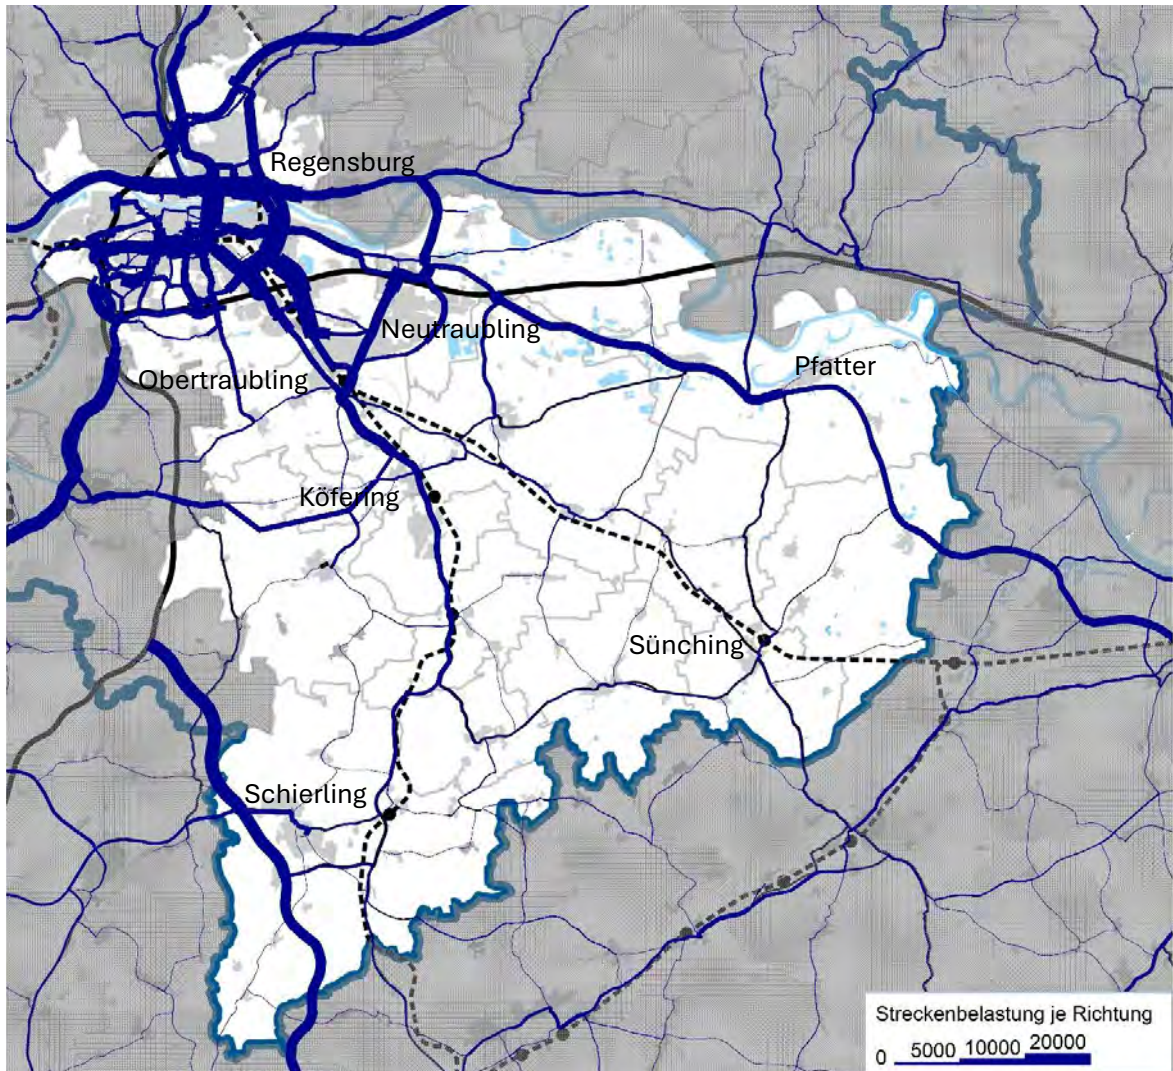 Regensburg
Neutraubling
Obertraubling
Pfatter
Köfering
Sünching
Schierling
Streckenbelastung je Richtung
0 5000 10000 20000